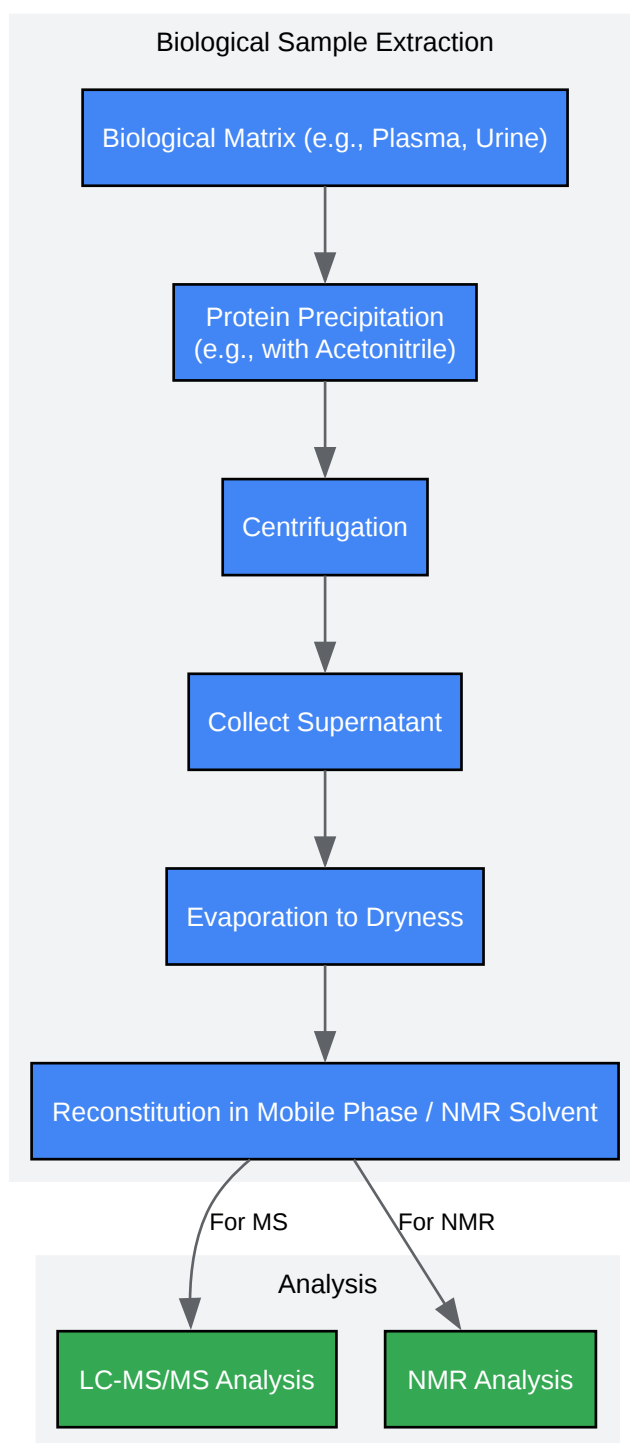 Biological Sample Extraction
Biological Matrix (e.g., Plasma, Urine)
Protein Precipitation
(e.g., with Acetonitrile)
Centrifugation
Collect Supernatant
Evaporation to Dryness
Reconstitution in Mobile Phase / NMR Solvent
For MS
For NMR
Analysis
LC-MS/MS Analysis
NMR Analysis